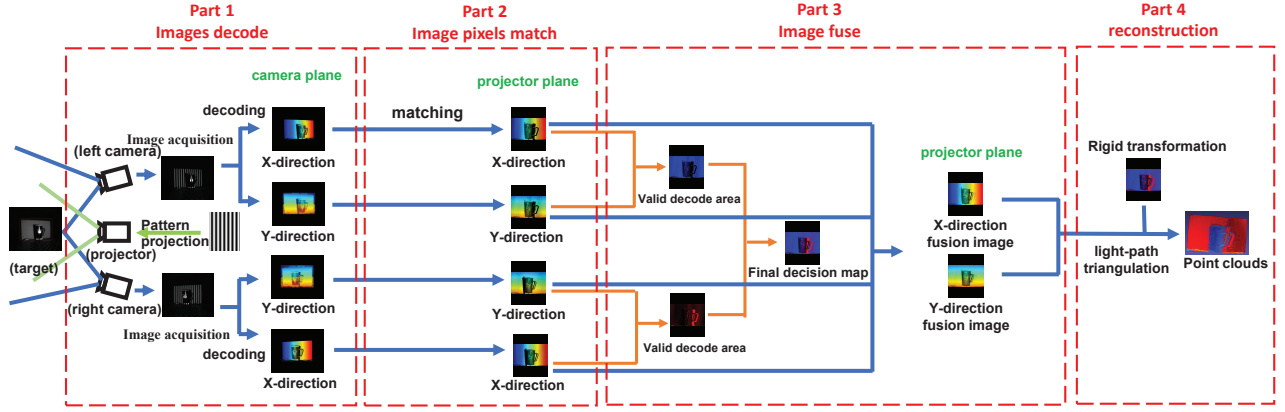 Part 1
Images decode
Part 2
Image pixels match
Part 3
Image fuse
Part 4
reconstruction
camera plane
decoding
Image acquisition
(left camera)
X-direction
Y-direction
Pattern
projection
(projector)
(target)
(right camera)
Image acquisition
decoding
Y-direction
X-direction
projector plane
matching
X-direction
Y-direction
Y-direction
X-direction
Valid decode area
Final decision map
Valid decode area
projector plane
X-direction
fusion image
Y-direction
fusion image
Rigid transformation
light-path
triangulation
Point clouds